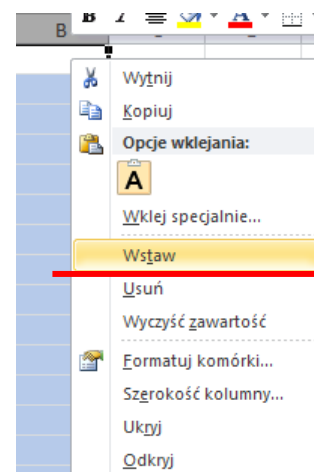 B I A
B
Wytnij
Kopiuj
Opcje wklejania:
A
Wklej specjalnie...
Wstaw
Usuń
Wyczyść zawartość
Formatuj komórki...
Szerokość kolumny...
Ukryj
Odkryj